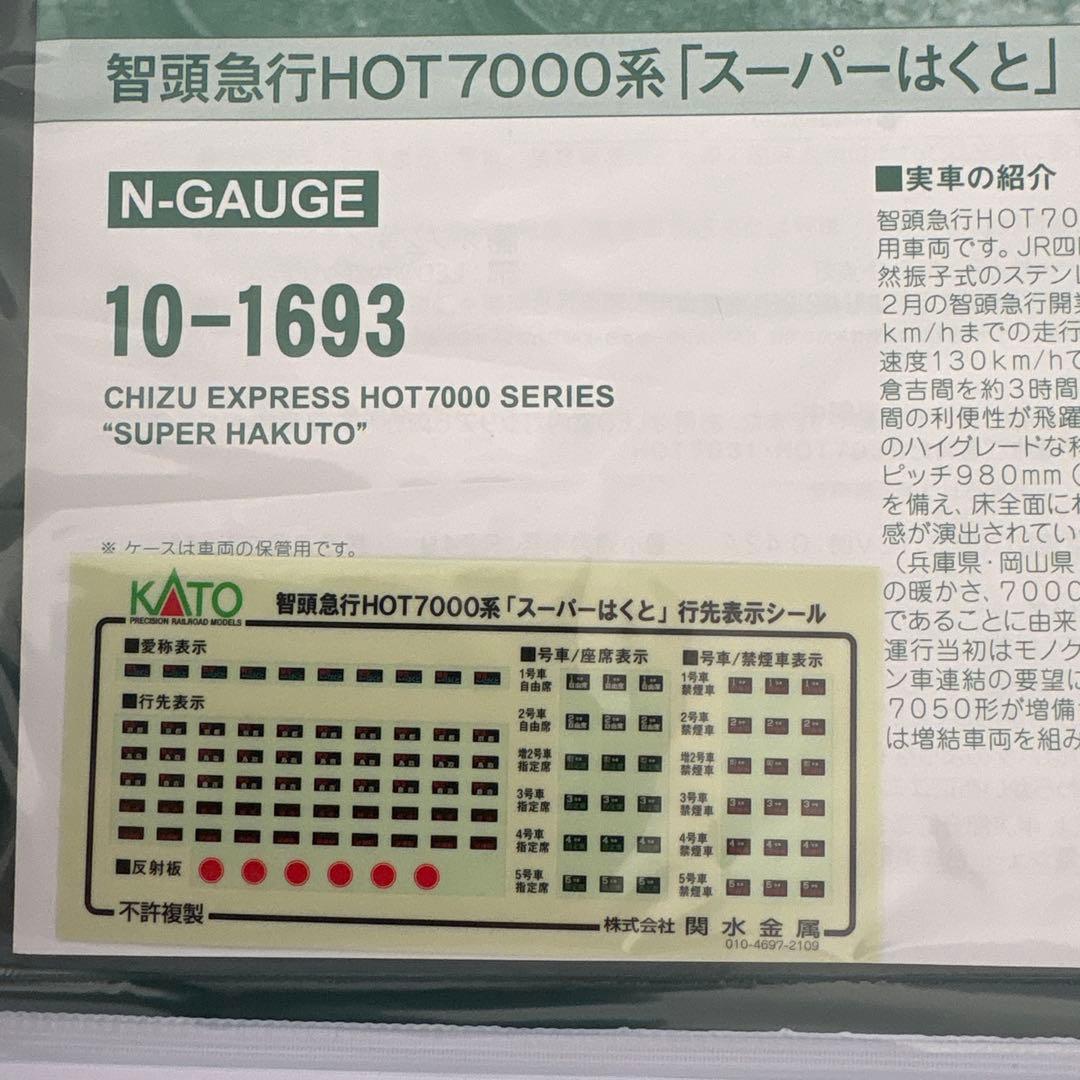 智頭急行HOT7000系「スーパーはくと」
N-GAUGE
10-1693
CHIZU EXPRESS HOT7000 SERIES
“SUPER HAKUTO”
※ ケースは車両の保管用です。
■実車の紹介
智頭急行HOT70
用車両です。JR四
然振子式のステン
2月の智頭急行開
km/hまでの走行
速度130km/hで
倉吉間を約3時間
間の利便性が飛躍
のハイグレードな
ピッチ980mm(
を備え、床全面に
感が演出されてい
(兵庫県・岡山県
の暖かさ、7000
であることに由来
運行当初はモノク
ン車連結の要望に
7050形が増備
は増結車両を組み
KATO
PRECISION RAILROAD MODELS
智頭急行HOT7000系「スーパーはくと」行先表示シール
■愛称表示
■行先表示
■反射板
■号車/座席表示
1号車
自由席
2号車
自由席
増2号車
指定席
3号車
指定席
4号車
指定席
5号車
指定席
■号車/禁煙車表示
1号車
禁煙車
2号車
禁煙車
増2号車
禁煙車
3号車
禁煙車
4号車
禁煙車
5号車
禁煙車
不許複製
株式会社 関水金属
010-4697-2109